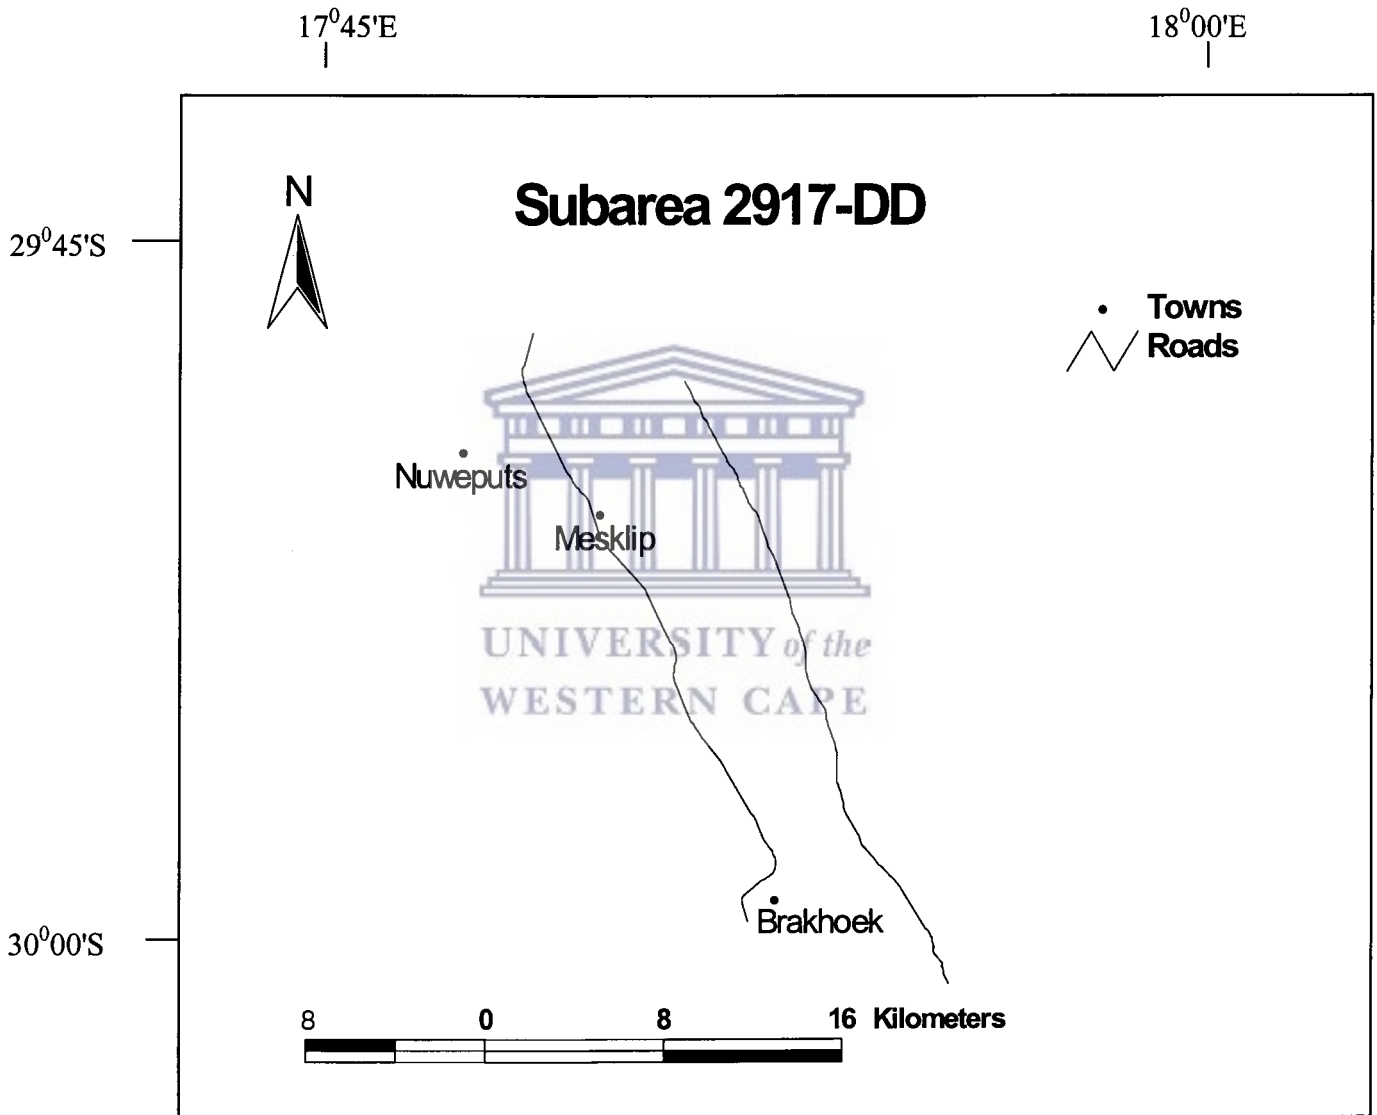 17⁰45'E 18⁰00'E
N
Subarea 2917-DD
29⁰45'S
Towns
Roads
Nuweputs
Mesklip
UNIVERSITY of the
WESTERN CAPE
Brakhoek
30⁰00'S
8 0 8 16 Kilometers